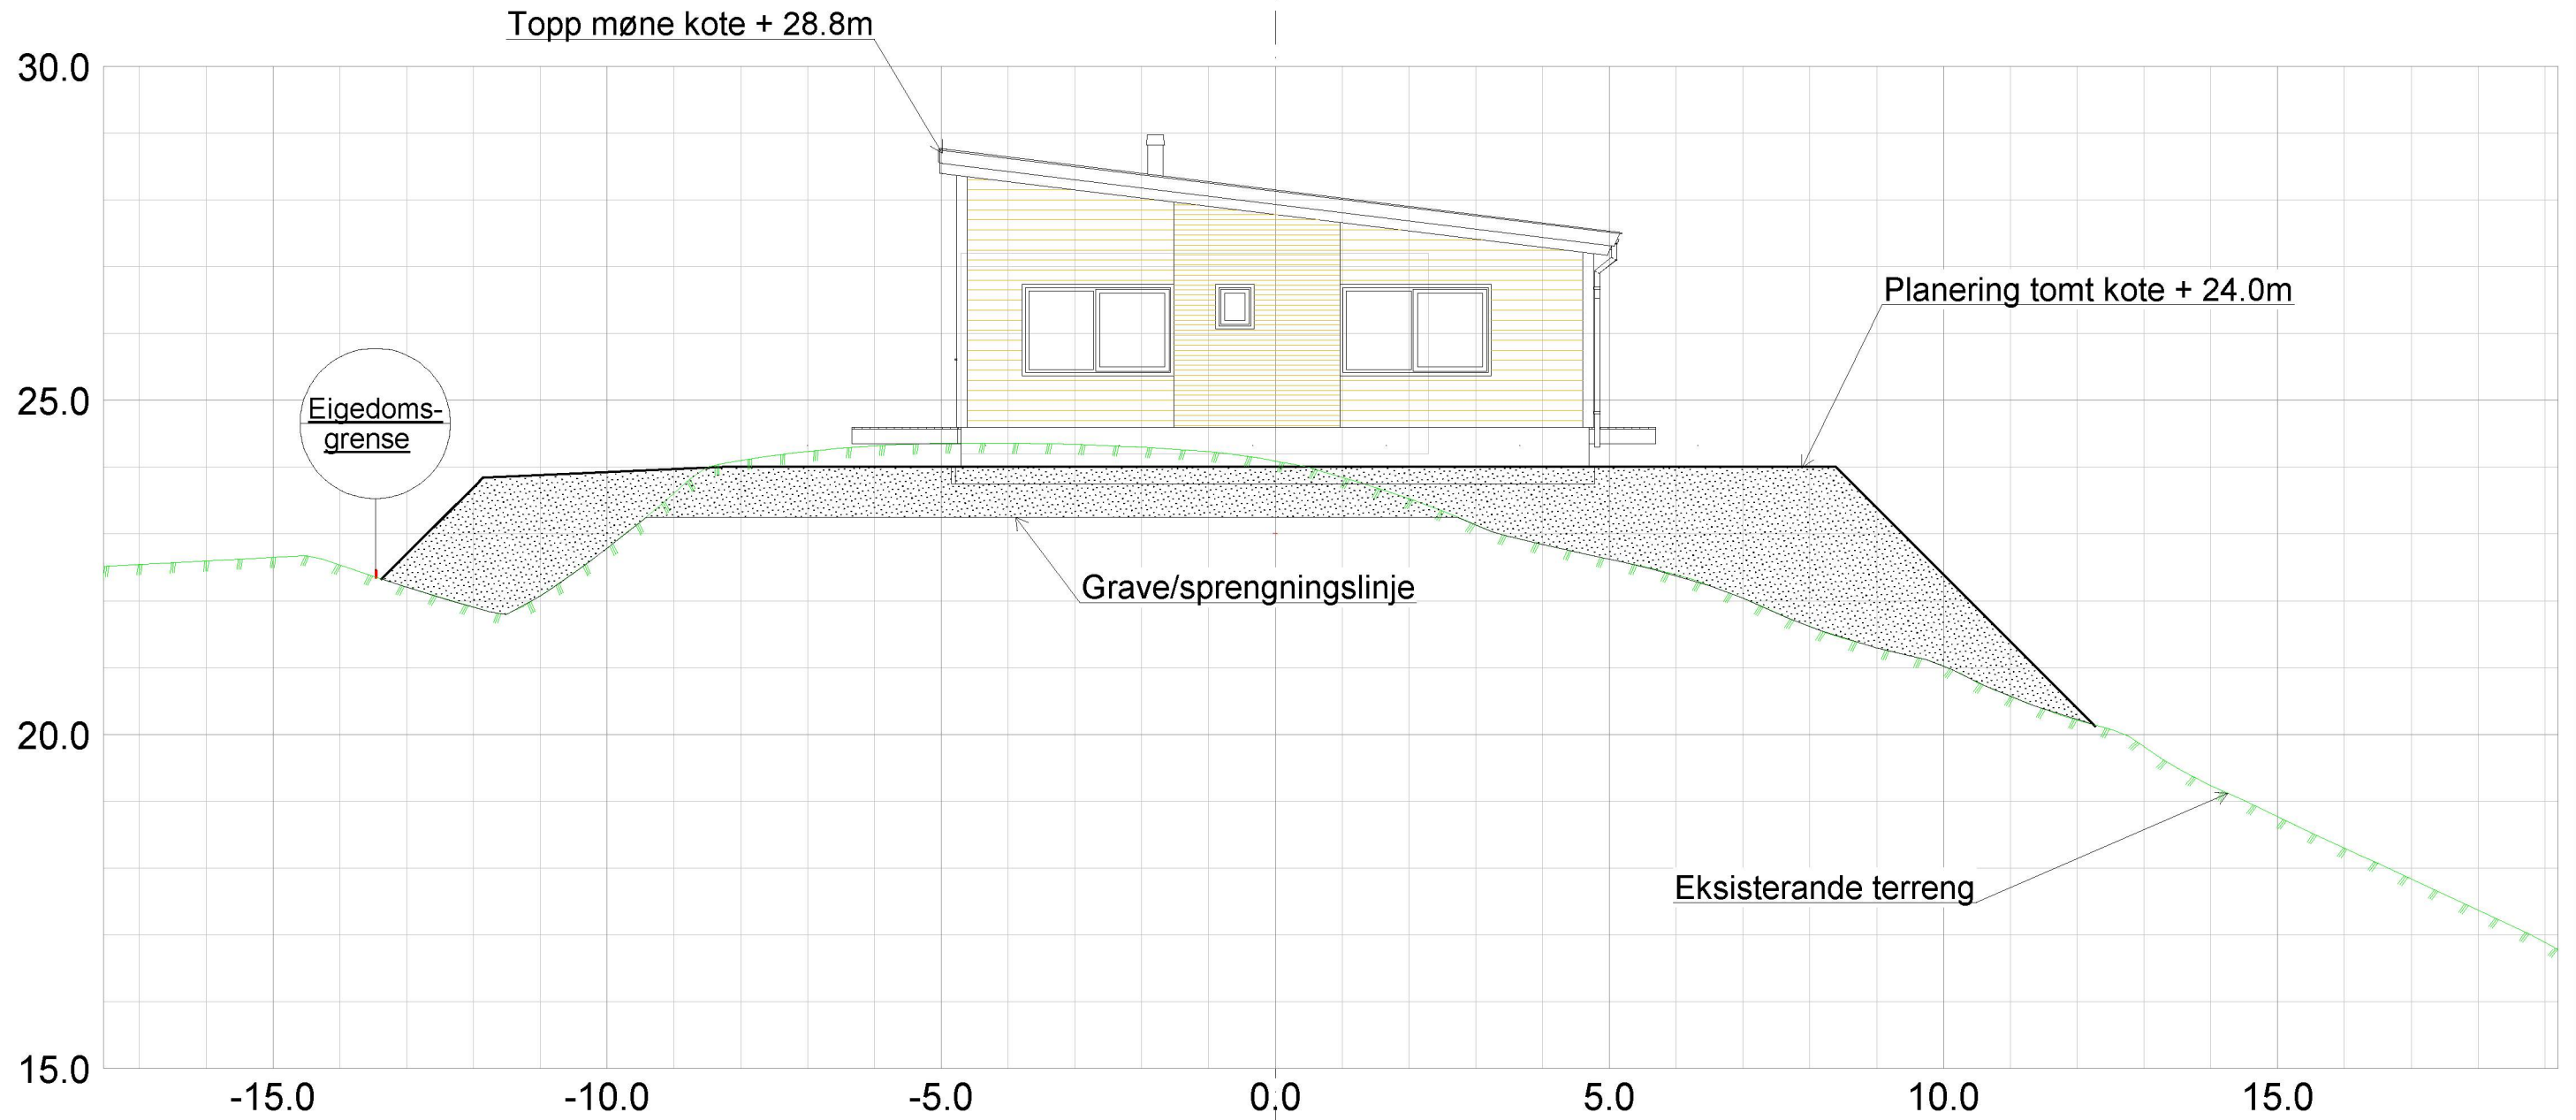 Topp møne kote + 28.8m
30.0
Planering tomt kote + 24.0m
25.0
Eigedoms-
grense
Grave/sprengningslinje
20.0
Eksisterande terreng
15.0
-15.0 -10.0 -5.0 0.0 5.0 10.0 15.0